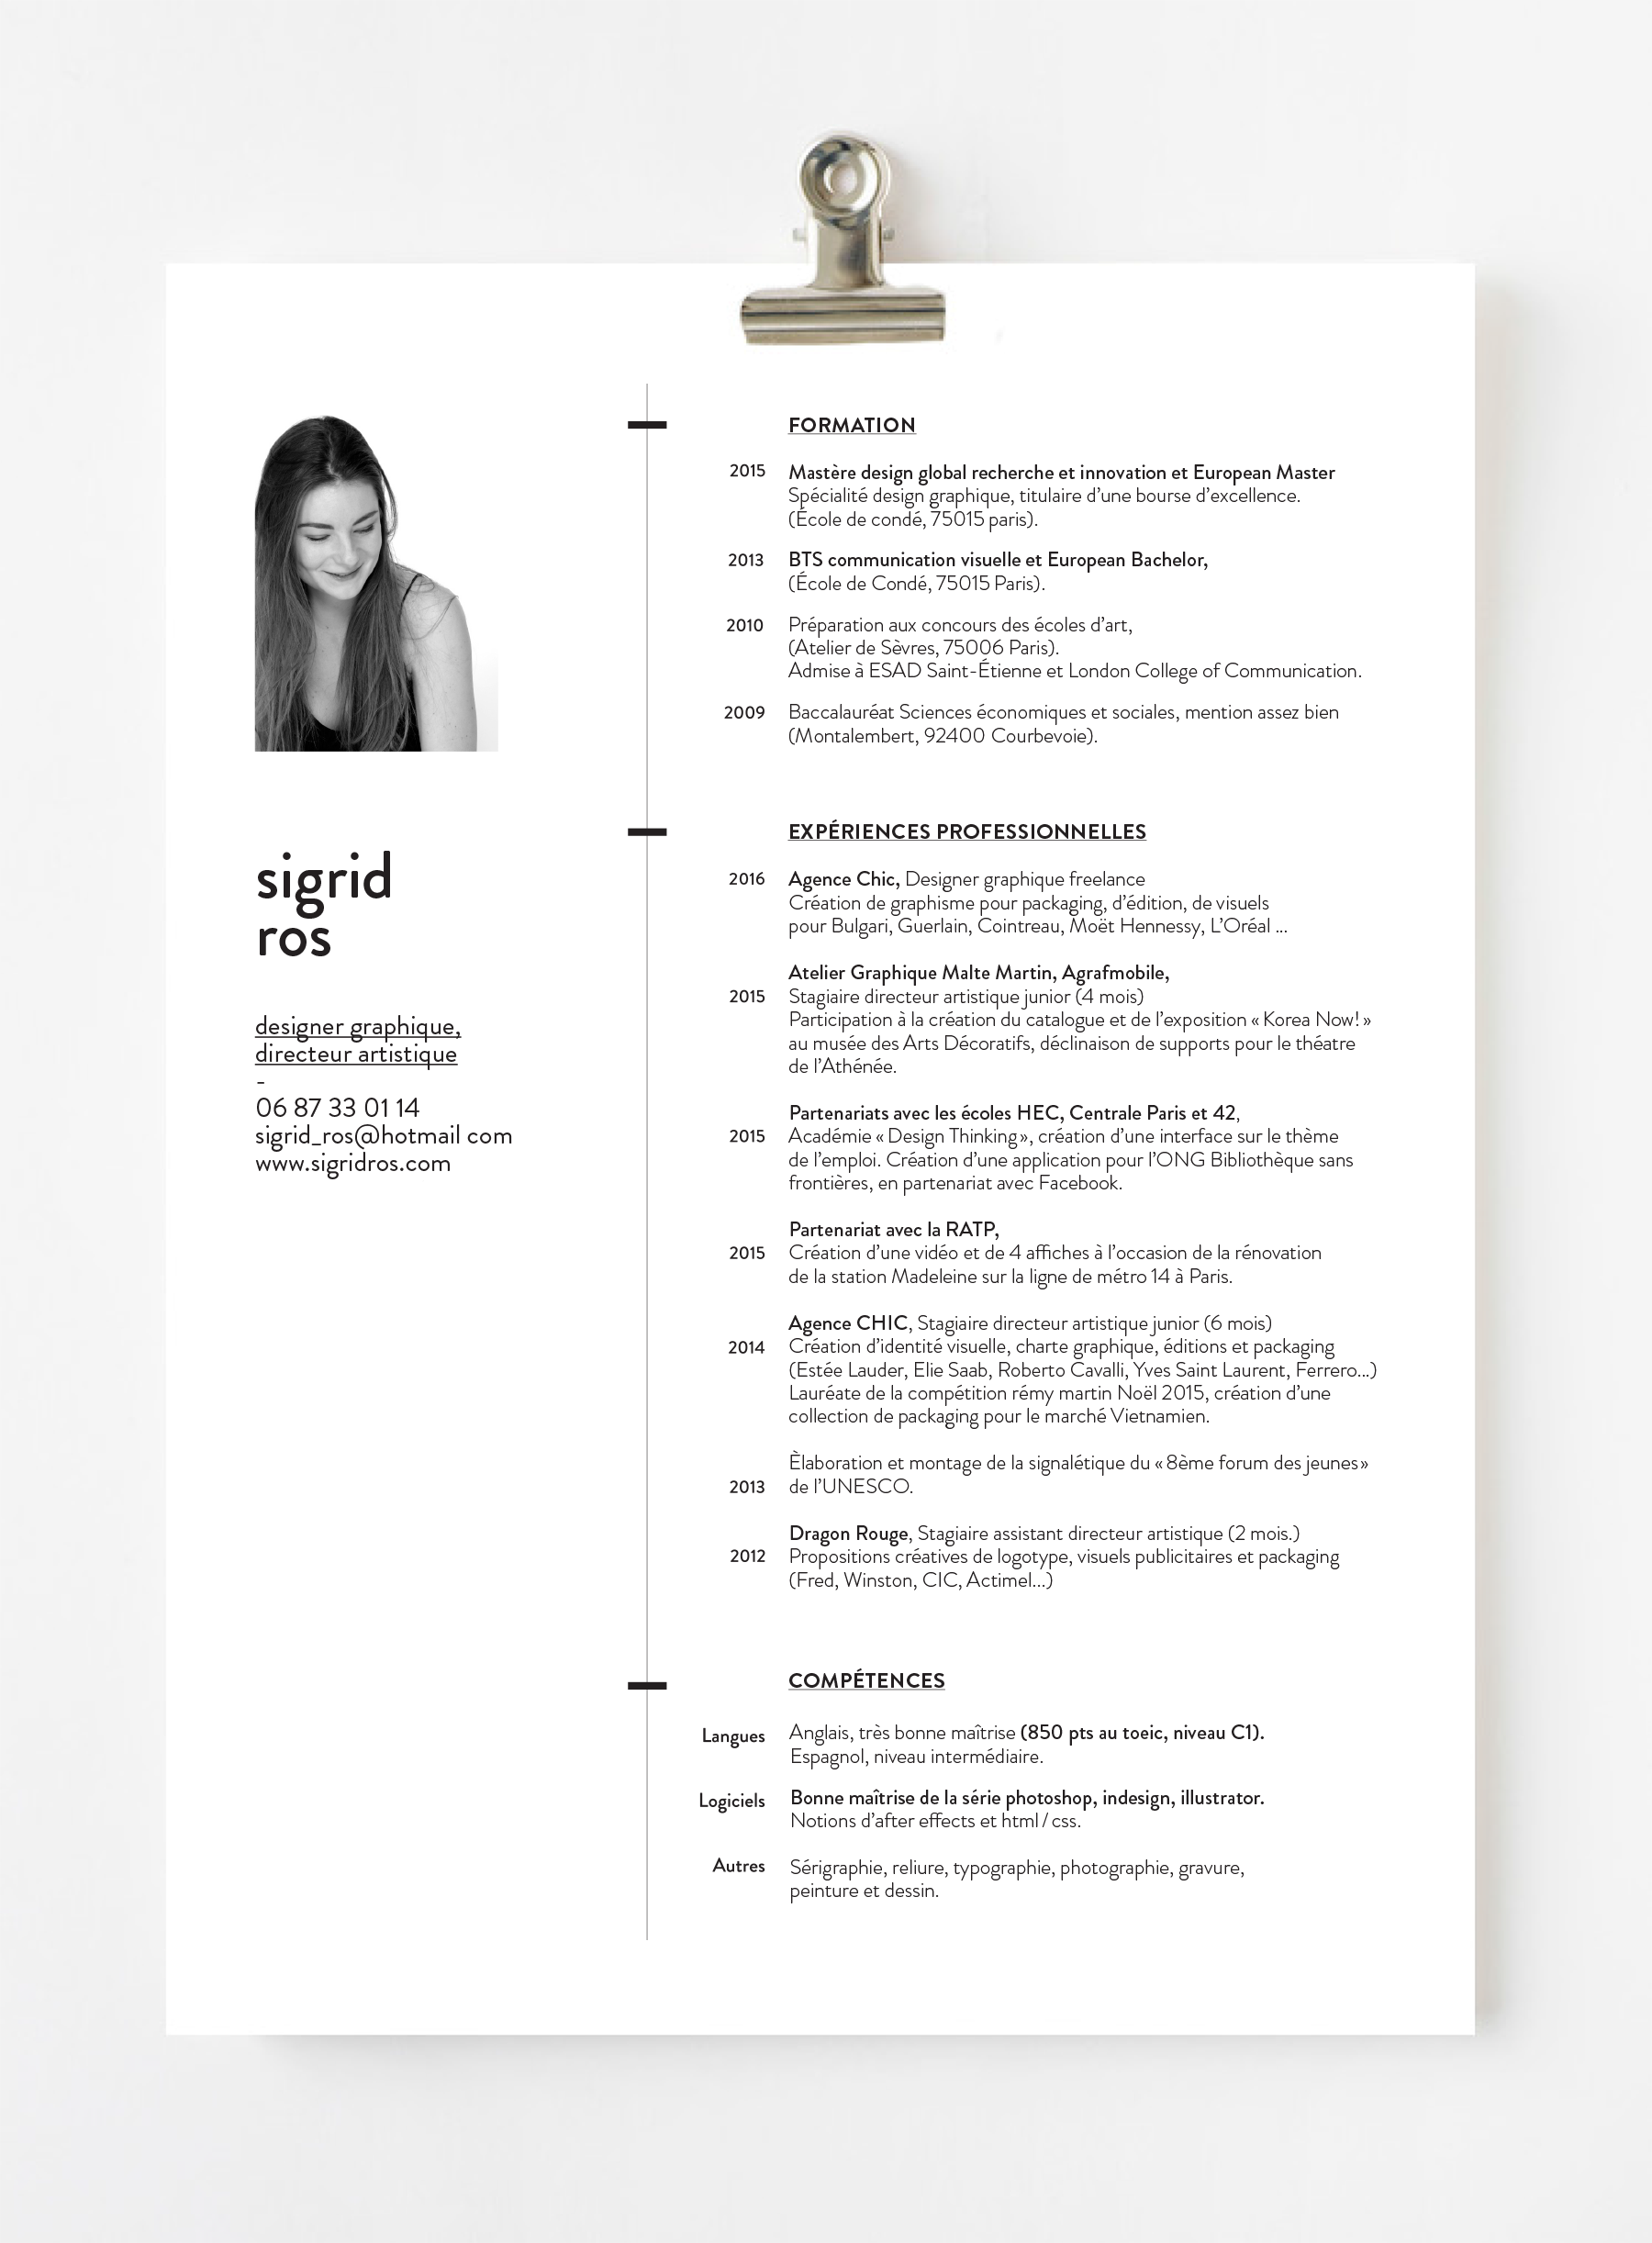 sigrid
ros
designer graphique,
directeur artistique
-
06 87 33 01 14
sigrid_ros@hotmail com
www.sigridros.com
FORMATION
2015 Mastère design global recherche et innovation et European Master
Spécialité design graphique, titulaire d’une bourse d’excellence.
(École de condé, 75015 paris).
2013 BTS communication visuelle et European Bachelor,
(École de Condé, 75015 Paris).
2010 Préparation aux concours des écoles d’art,
(Atelier de Sèvres, 75006 Paris).
Admise à ESAD Saint-Étienne et London College of Communication.
2009 Baccalauréat Sciences économiques et sociales, mention assez bien
(Montalembert, 92400 Courbevoie).
EXPÉRIENCES PROFESSIONNELLES
2016 Agence Chic, Designer graphique freelance
Création de graphisme pour packaging, d’édition, de visuels
pour Bulgari, Guerlain, Cointreau, Moët Hennessy, L’Oréal ...
Atelier Graphique Malte Martin, Agrafmobile,
2015 Stagiaire directeur artistique junior (4 mois)
Participation à la création du catalogue et de l’exposition « Korea Now! »
au musée des Arts Décoratifs, déclinaison de supports pour le théatre
de l’Athénée.
Partenariats avec les écoles HEC, Centrale Paris et 42,
2015 Académie « Design Thinking », création d’une interface sur le thème
de l’emploi. Création d’une application pour l’ONG Bibliothèque sans
frontières, en partenariat avec Facebook.
Partenariat avec la RATP,
2015 Création d’une vidéo et de 4 affiches à l’occasion de la rénovation
de la station Madeleine sur la ligne de métro 14 à Paris.
Agence CHIC, Stagiaire directeur artistique junior (6 mois)
2014 Création d’identité visuelle, charte graphique, éditions et packaging
(Estée Lauder, Elie Saab, Roberto Cavalli, Yves Saint Laurent, Ferrero...)
Lauréate de la compétition rémy martin Noël 2015, création d’une
collection de packaging pour le marché Vietnamien.
Èlaboration et montage de la signalétique du « 8ème forum des jeunes »
2013 de l’UNESCO.
Dragon Rouge, Stagiaire assistant directeur artistique (2 mois.)
2012 Propositions créatives de logotype, visuels publicitaires et packaging
(Fred, Winston, CIC, Actimel...)
COMPÉTENCES
Langues Anglais, très bonne maîtrise (850 pts au toeic, niveau C1).
Espagnol, niveau intermédiaire.
Logiciels Bonne maîtrise de la série photoshop, indesign, illustrator.
Notions d’after effects et html / css.
Autres Sérigraphie, reliure, typographie, photographie, gravure,
peinture et dessin.